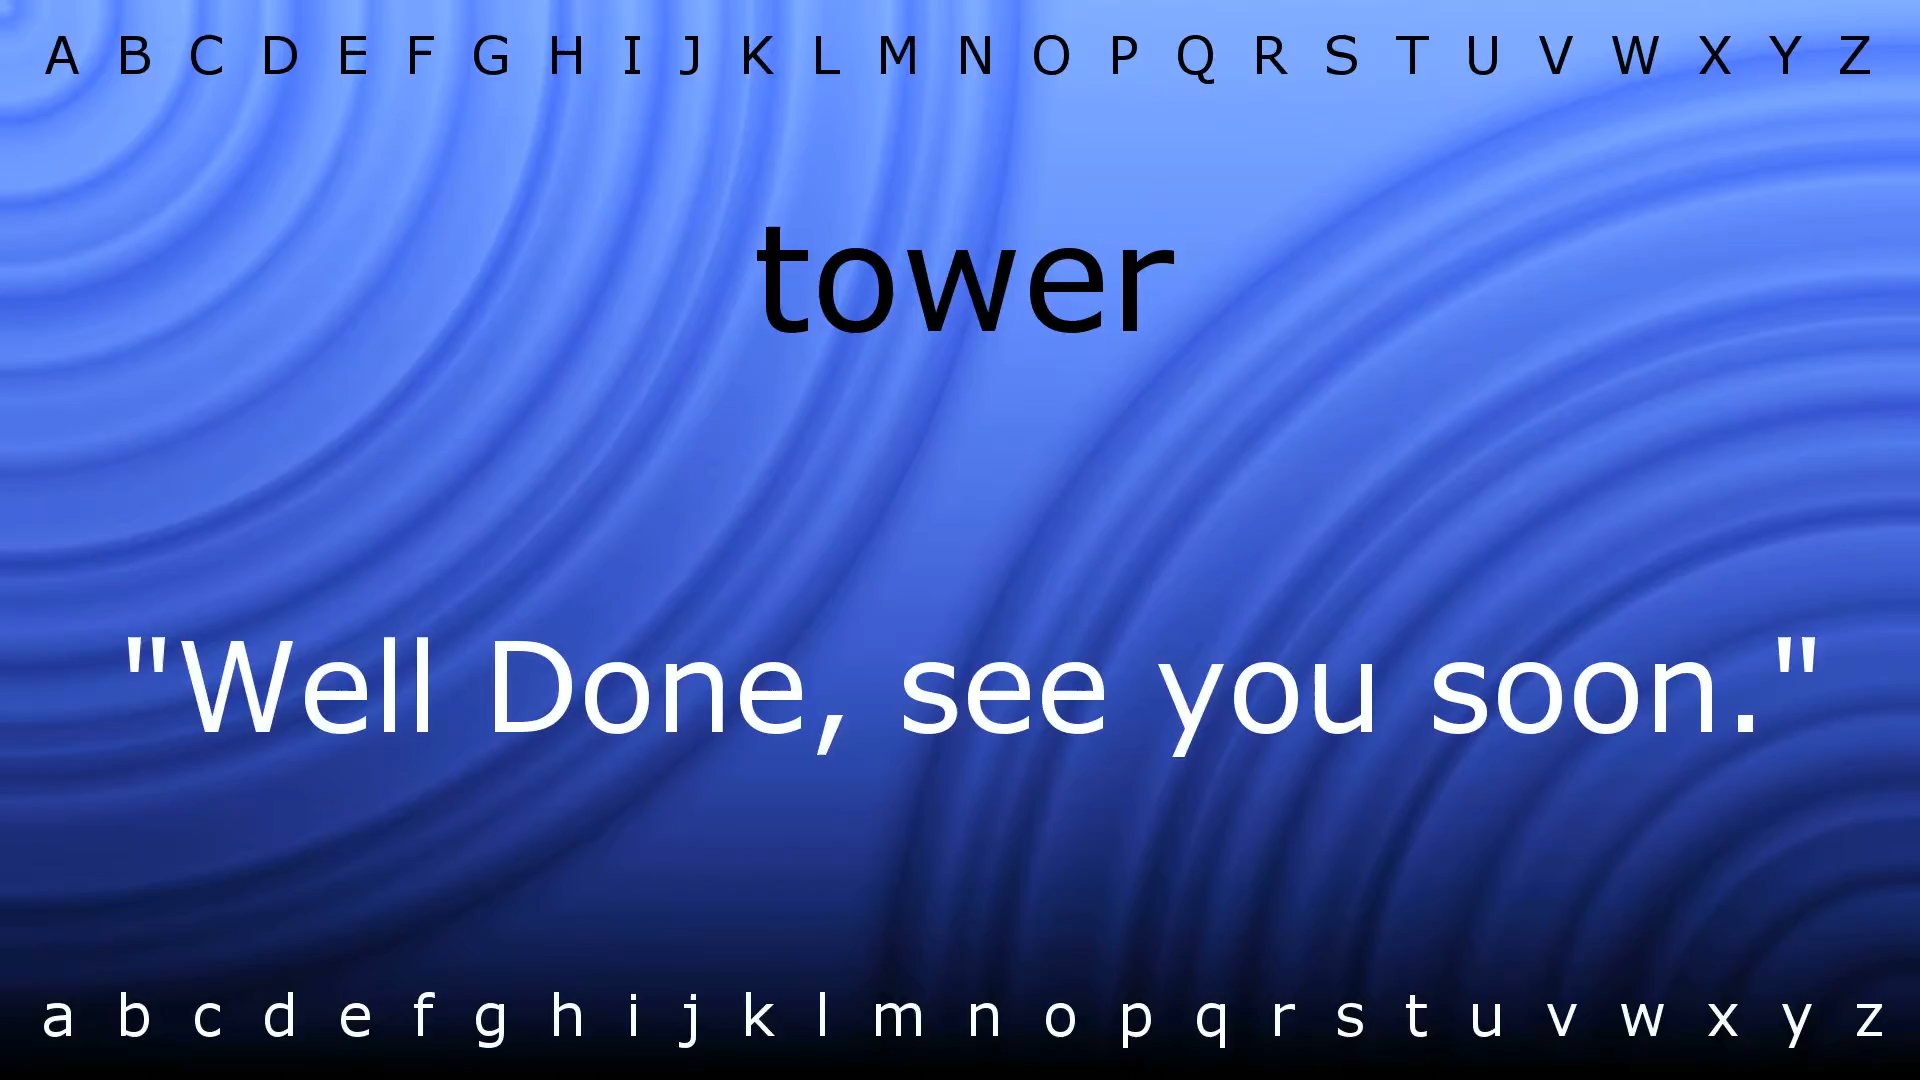 A B C D E F G H I J K L M N O P Q R S T U V W X Y Z
tower
"Well Done, see you soon."
a b c d e f g h i j k l m n o p q r s t u v w x y z